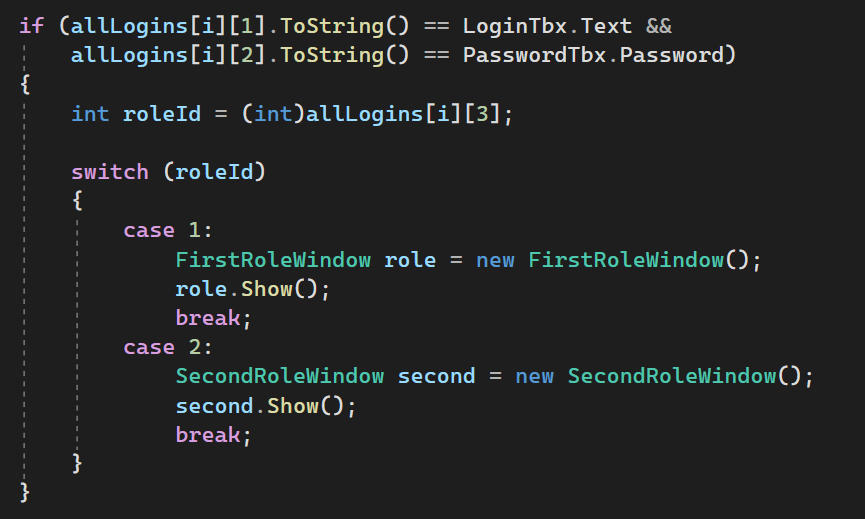 if (allLogins[i][1].ToString() == LoginTbx.Text &&
    allLogins[i][2].ToString() == PasswordTbx.Password)
{
    int roleId = (int)allLogins[i][3];

    switch (roleId)
    {
        case 1:
            FirstRoleWindow role = new FirstRoleWindow();
            role.Show();
            break;
        case 2:
            SecondRoleWindow second = new SecondRoleWindow();
            second.Show();
            break;
    }
}